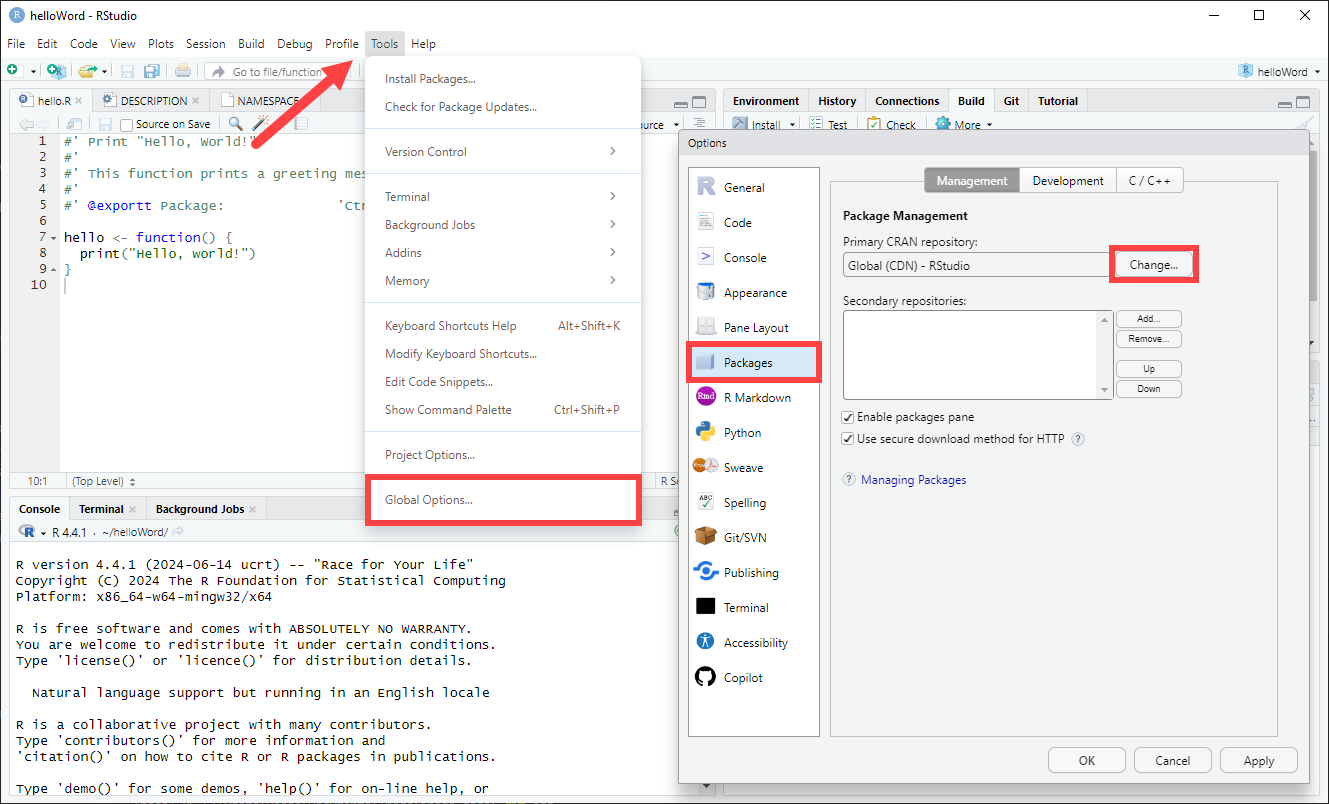 helloWord - RStudio
File Edit Code View Plots Session Build Debug Profile Tools Help
Go to file/function
helloWord
hello.R
DESCRIPTION
NAMESPACE
Source on Save
1 #' Print "Hello, world!"
2 #'
3 #' This function prints a greeting mes
4 #'
5 #' @exportt Package: 'Ctr
6
7 hello <- function() {
8 print("Hello, world!")
9 }
10
10:1 (Top Level)
Install Packages...
Check for Package Updates...
Version Control
Terminal
Background Jobs
Addins
Memory
Keyboard Shortcuts Help Alt+Shift+K
Modify Keyboard Shortcuts...
Edit Code Snippets...
Show Command Palette Ctrl+Shift+P
Project Options...
Global Options...
Environment History Connections Build Git Tutorial
Install Test Check More
Options
General
Code
Console
Appearance
Pane Layout
Packages
R Markdown
Python
Sweave
Spelling
Git/SVN
Publishing
Terminal
Accessibility
Copilot
Management Development C / C++
Package Management
Primary CRAN repository:
Global (CDN) - RStudio Change...
Secondary repositories:
Add...
Remove...
Up
Down
Enable packages pane
Use secure download method for HTTP ?
? Managing Packages
OK Cancel Apply
Console Terminal Background Jobs
R 4.4.1 · ~/helloWord/
R version 4.4.1 (2024-06-14 ucrt) -- "Race for Your Life"
Copyright (C) 2024 The R Foundation for Statistical Computing
Platform: x86_64-w64-mingw32/x64
R is free software and comes with ABSOLUTELY NO WARRANTY.
You are welcome to redistribute it under certain conditions.
Type 'license()' or 'licence()' for distribution details.
Natural language support but running in an English locale
R is a collaborative project with many contributors.
Type 'contributors()' for more information and
'citation()' on how to cite R or R packages in publications.
Type 'demo()' for some demos, 'help()' for on-line help, or